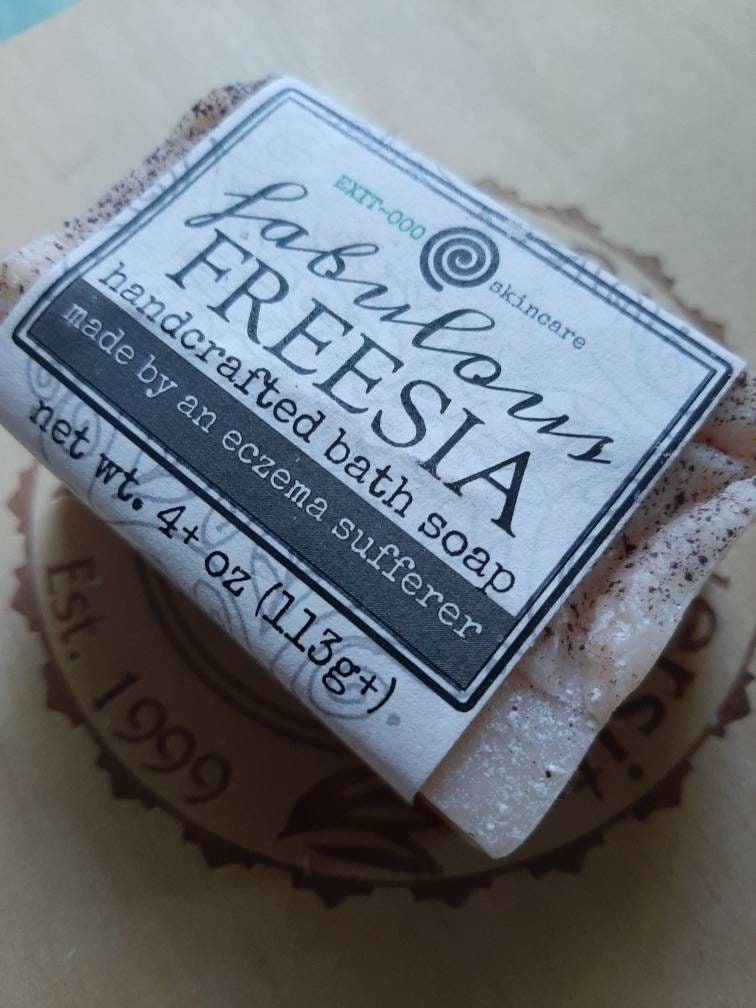 EXIT-000
skincare
fabulous
FREESIA
handcrafted bath soap
made by an eczema sufferer
net wt. 4+ oz (113g+)
Est. 1999